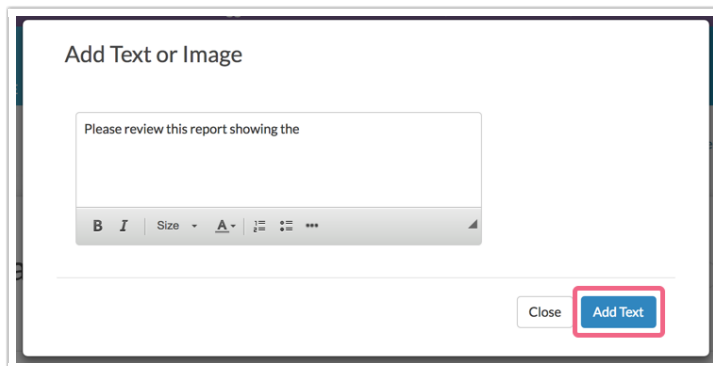 Add Text or Image
Please review this report showing the
B I Size A
Close Add Text